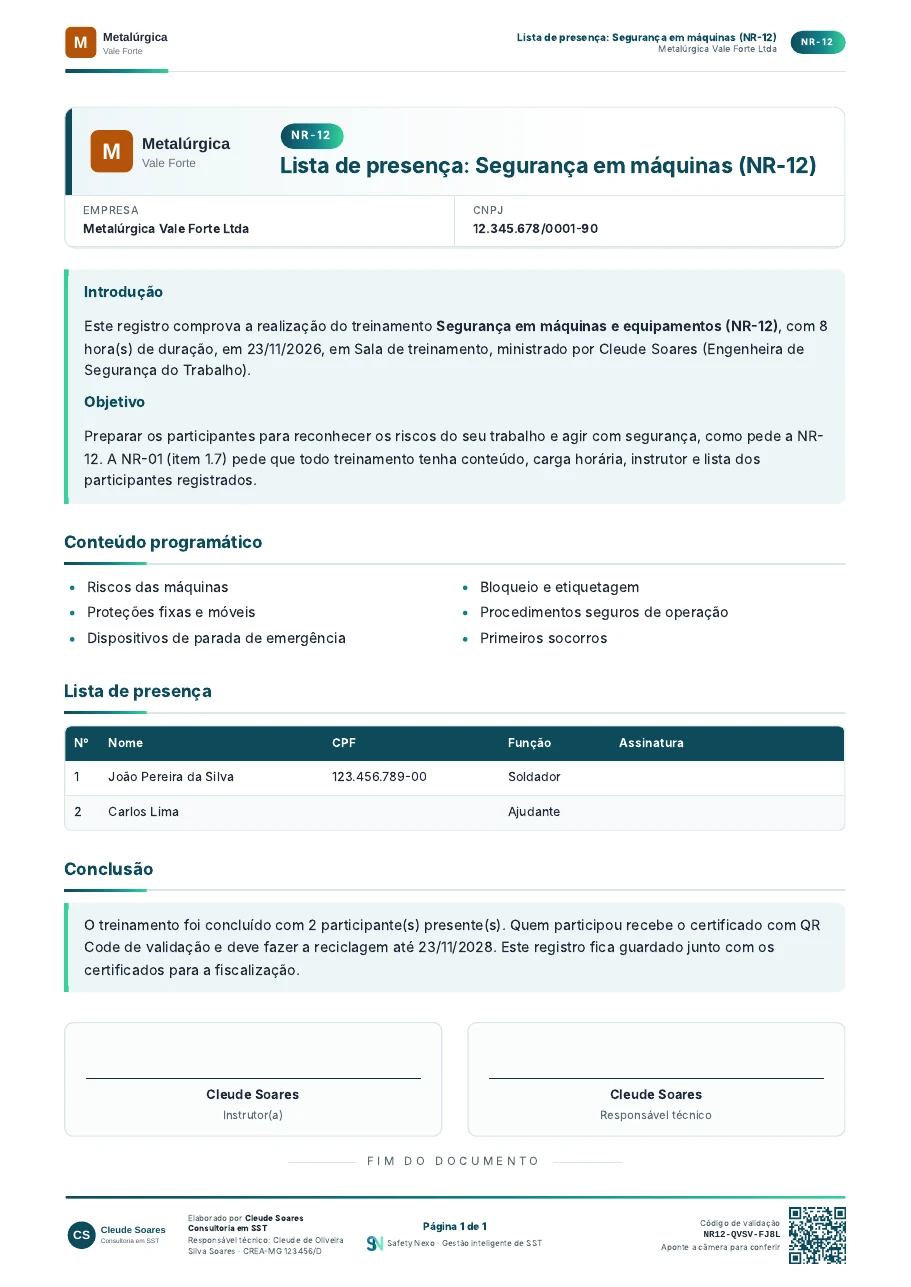 M
Metalúrgica
Vale Forte
Lista de presença: Segurança em máquinas (NR-12)
Metalúrgica Vale Forte Ltda
NR-12
M
Metalúrgica
Vale Forte
NR-12
Lista de presença: Segurança em máquinas (NR-12)
EMPRESA
Metalúrgica Vale Forte Ltda
CNPJ
12.345.678/0001-90
Introdução
Este registro comprova a realização do treinamento Segurança em máquinas e equipamentos (NR-12), com 8
hora(s) de duração, em 23/11/2026, em Sala de treinamento, ministrado por Cleude Soares (Engenheira de
Segurança do Trabalho).
Objetivo
Preparar os participantes para reconhecer os riscos do seu trabalho e agir com segurança, como pede a NR-
12. A NR-01 (item 1.7) pede que todo treinamento tenha conteúdo, carga horária, instrutor e lista dos
participantes registrados.
Conteúdo programático
• Riscos das máquinas
• Proteções fixas e móveis
• Dispositivos de parada de emergência
• Bloqueio e etiquetagem
• Procedimentos seguros de operação
• Primeiros socorros
Lista de presença
Nº Nome CPF Função Assinatura
1 João Pereira da Silva 123.456.789-00 Soldador
2 Carlos Lima Ajudante
Conclusão
O treinamento foi concluído com 2 participante(s) presente(s). Quem participou recebe o certificado com QR
Code de validação e deve fazer a reciclagem até 23/11/2028. Este registro fica guardado junto com os
certificados para a fiscalização.
Cleude Soares
Instrutor(a)
Cleude Soares
Responsável técnico
FIM DO DOCUMENTO
CS
Cleude Soares
Consultoria em SST
Elaborado por Cleude Soares
Consultoria em SST
Responsável técnico: Cleude de Oliveira
Silva Soares · CREA-MG 123456/D
Página 1 de 1
SN Safety Nexo · Gestão inteligente de SST
Código de validação
NR12-QVSV-FJ8L
Aponte a câmera para conferir